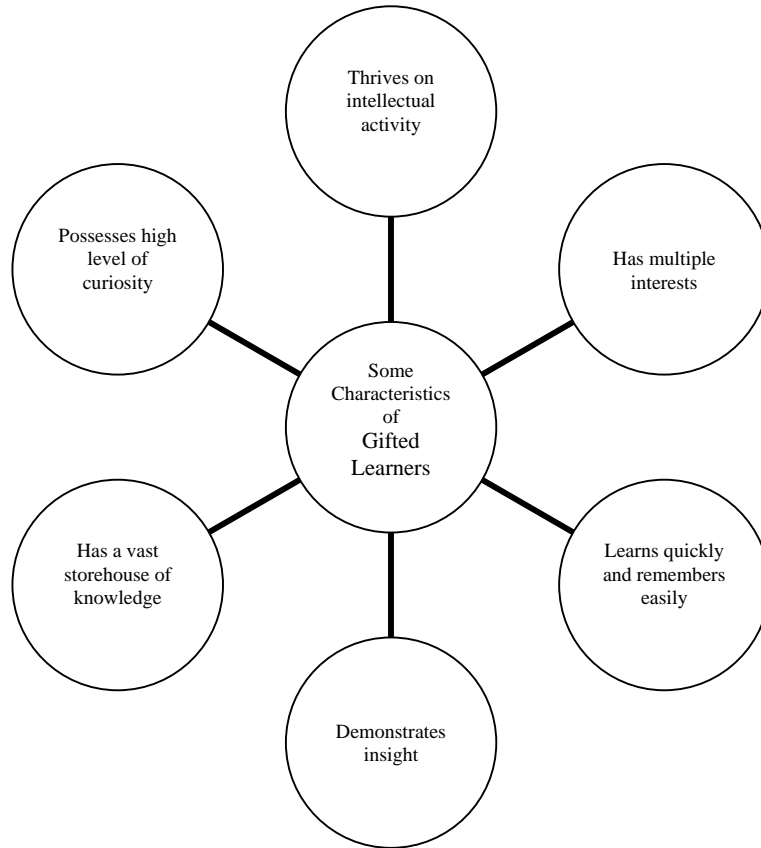 Thrives on
intellectual
activity
Possesses high
level of
curiosity
Has multiple
interests
Some
Characteristics
of
Gifted
Learners
Has a vast
storehouse of
knowledge
Learns quickly
and remembers
easily
Demonstrates
insight